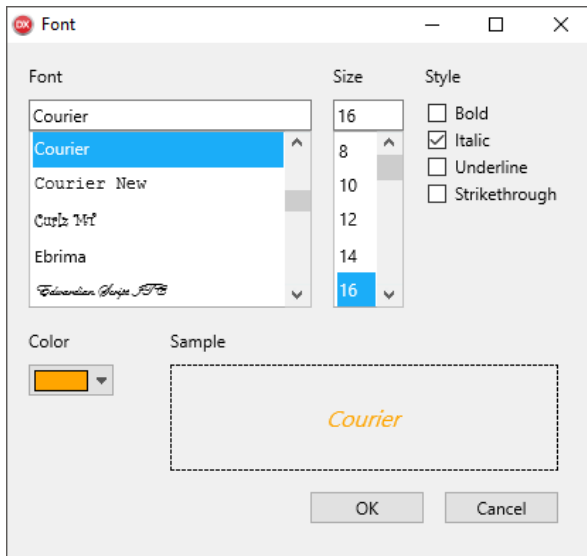 DX Font
Font
Courier
Courier
Courier New
Curlz MT
Ebrima
Edwardian Script ITC
Size
16
8
10
12
14
16
Style
Bold
Italic
Underline
Strikethrough
Color
Sample
Courier
OK
Cancel